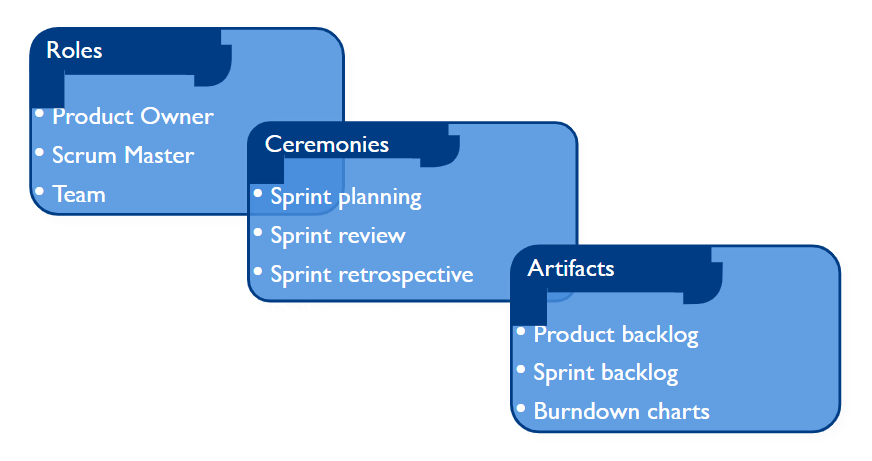 Roles
• Product Owner
• Scrum Master
• Team
Ceremonies
• Sprint planning
• Sprint review
• Sprint retrospective
Artifacts
• Product backlog
• Sprint backlog
• Burndown charts